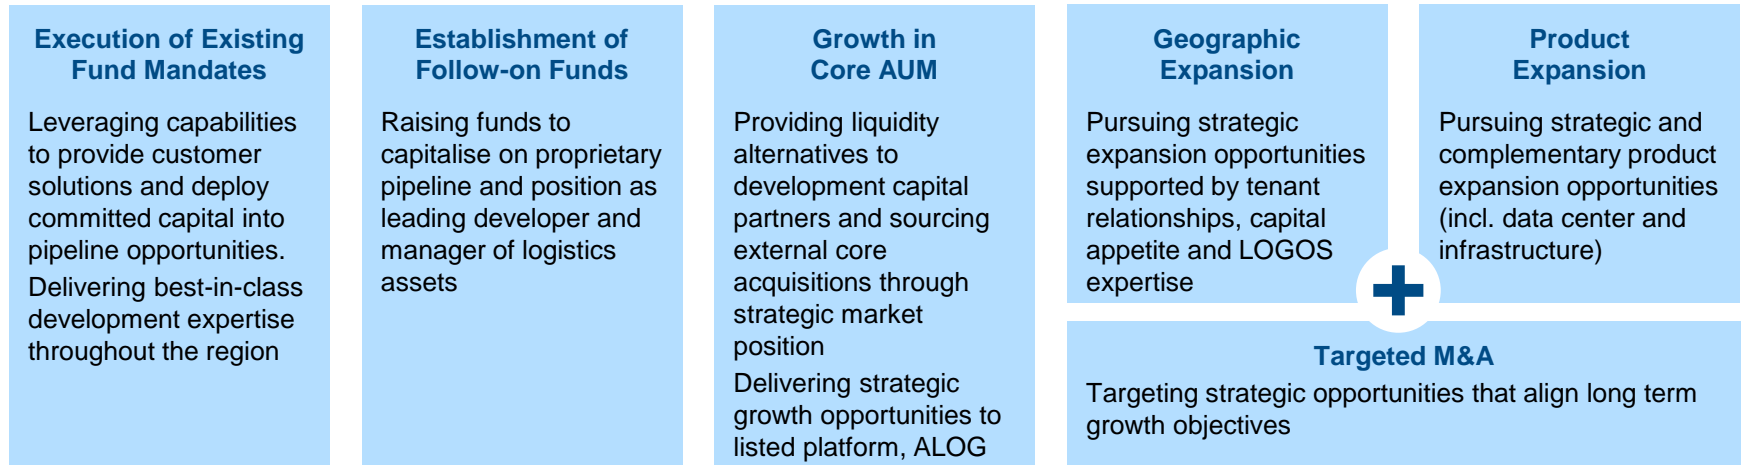 Execution of Existing
Fund Mandates
Leveraging capabilities
to provide customer
solutions and deploy
committed capital into
pipeline opportunities.
Delivering best-in-class
development expertise
throughout the region
Establishment of
Follow-on Funds
Raising funds to
capitalise on proprietary
pipeline and position as
leading developer and
manager of logistics
assets
Growth in
Core AUM
Providing liquidity
alternatives to
development capital
partners and sourcing
external core
acquisitions through
strategic market
position
Delivering strategic
growth opportunities to
listed platform, ALOG
Geographic
Expansion
Pursuing strategic
expansion opportunities
supported by tenant
relationships, capital
appetite and LOGOS
expertise
Product
Expansion
Pursuing strategic and
complementary product
expansion opportunities
(incl. data center and
infrastructure)
Targeted M&A
Targeting strategic opportunities that align long term
growth objectives